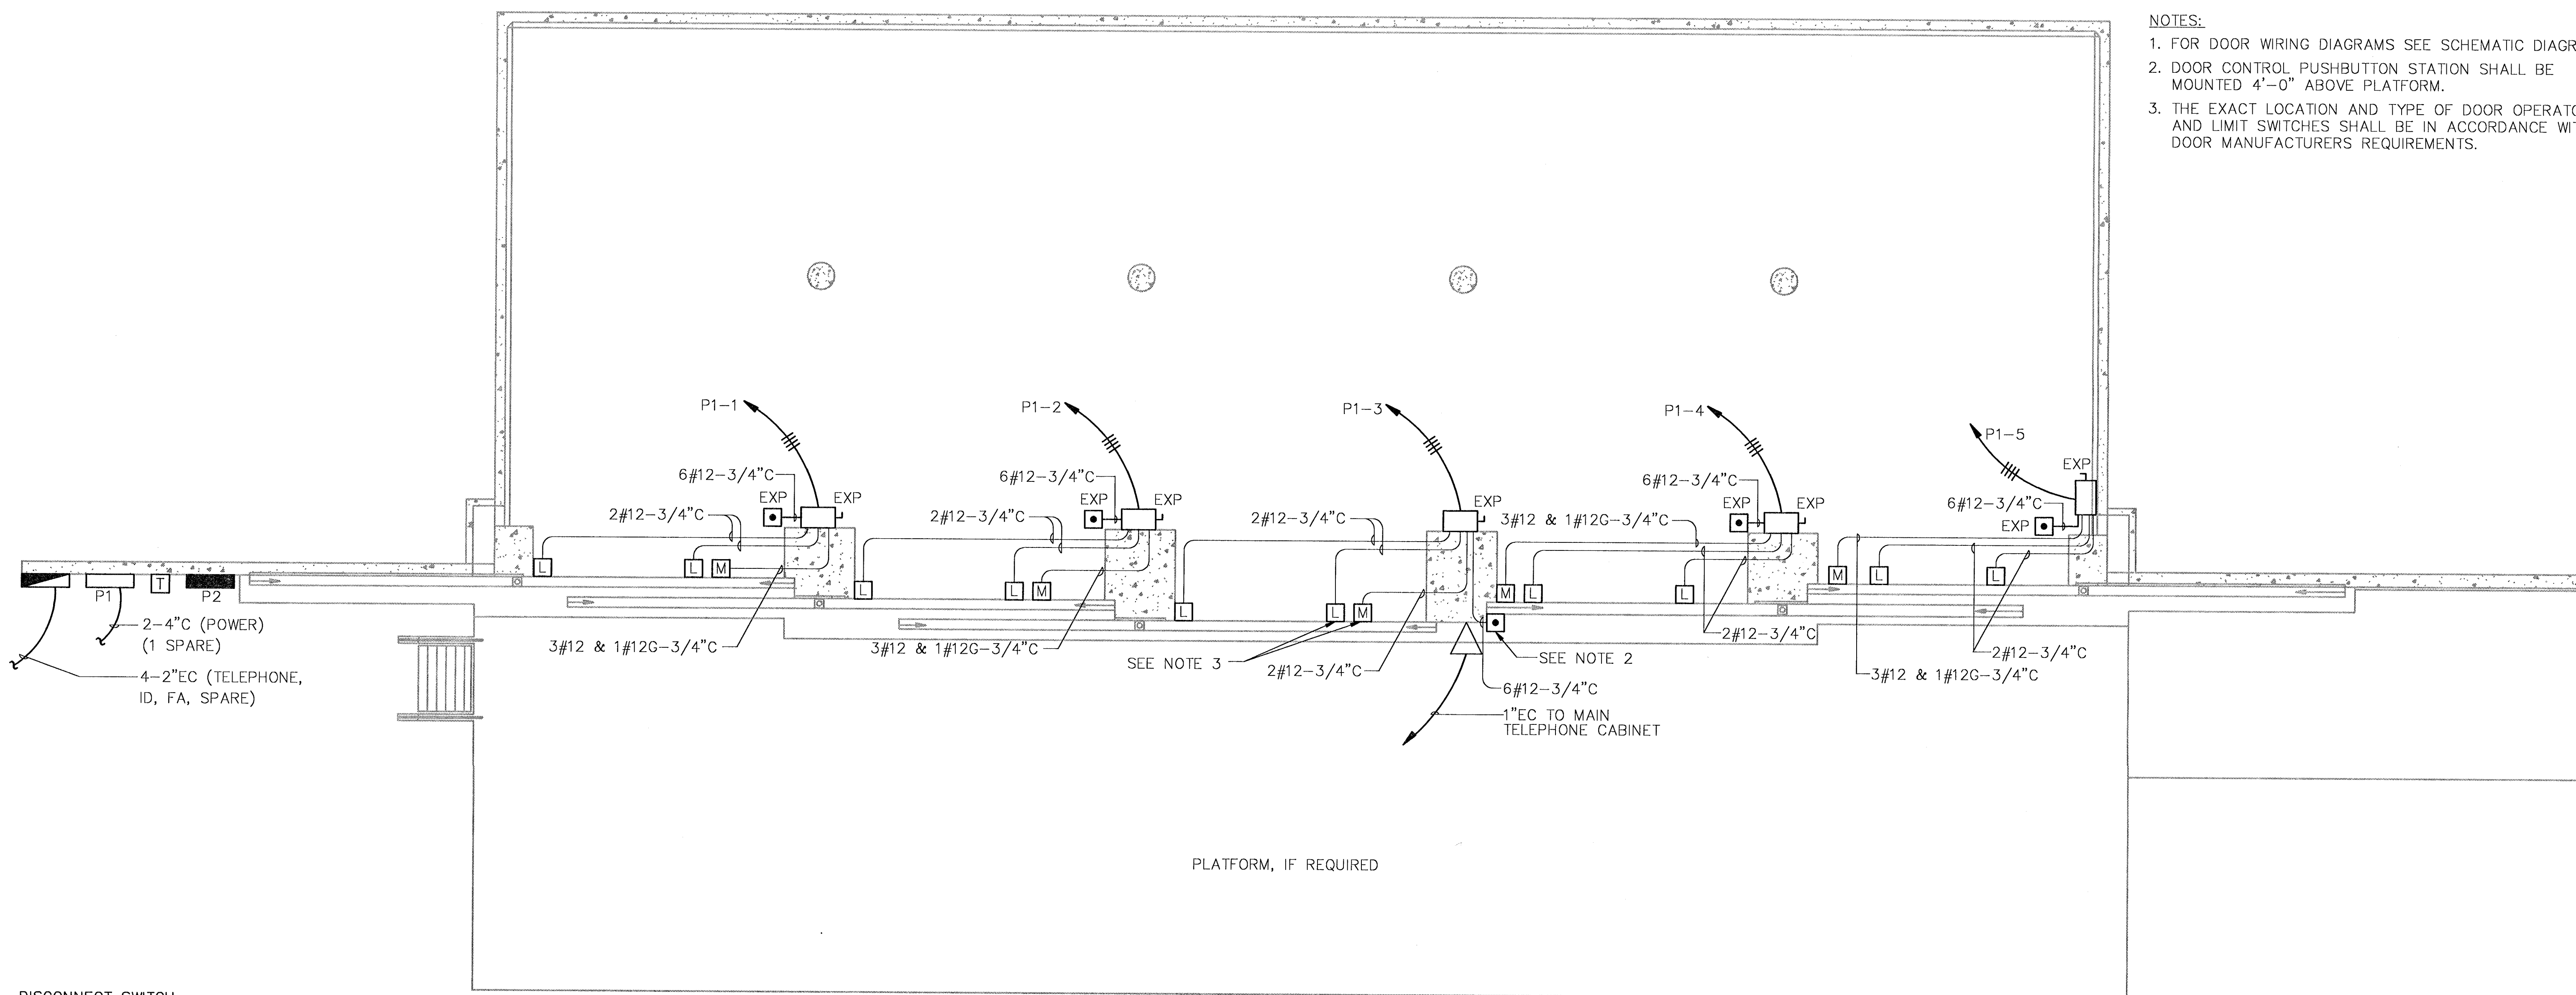 NOTES:
1. FOR DOOR WIRING DIAGRAMS SEE SCHEMATIC
2. DOOR CONTROL PUSHBUTTON STATION SHALL BE
MOUNTED 4'-0" ABOVE PLATFORM.
3. THE EXACT LOCATION AND TYPE OF DOOR
AND LIMIT SWITCHES SHALL BE IN ACCORDANCE
DOOR MANUFACTURERS REQUIREMENTS.
P1-1
P1-2
P1-3
P1-4
P1-5
6#12-3/4"C
6#12-3/4"C
6#12-3/4"C
6#12-3/4"C
EXP
EXP
EXP
EXP
EXP
EXP
EXP
EXP
EXP
2#12-3/4"C
2#12-3/4"C
2#12-3/4"C
3#12 & 1#12G-3/4"C
L
L
M
L
L
M
L
L
M
M
L
L
M
L
L
P1
T
P2
2-4"C (POWER)
(1 SPARE)
4-2"EC (TELEPHONE,
ID, FA, SPARE)
3#12 & 1#12G-3/4"C
3#12 & 1#12G-3/4"C
SEE NOTE 3
2#12-3/4"C
SEE NOTE 2
2#12-3/4"C
2#12-3/4"C
3#12 & 1#12G-3/4"C
6#12-3/4"C
1"EC TO MAIN
TELEPHONE CABINET
PLATFORM, IF REQUIRED
DISCONNECT SWITCH